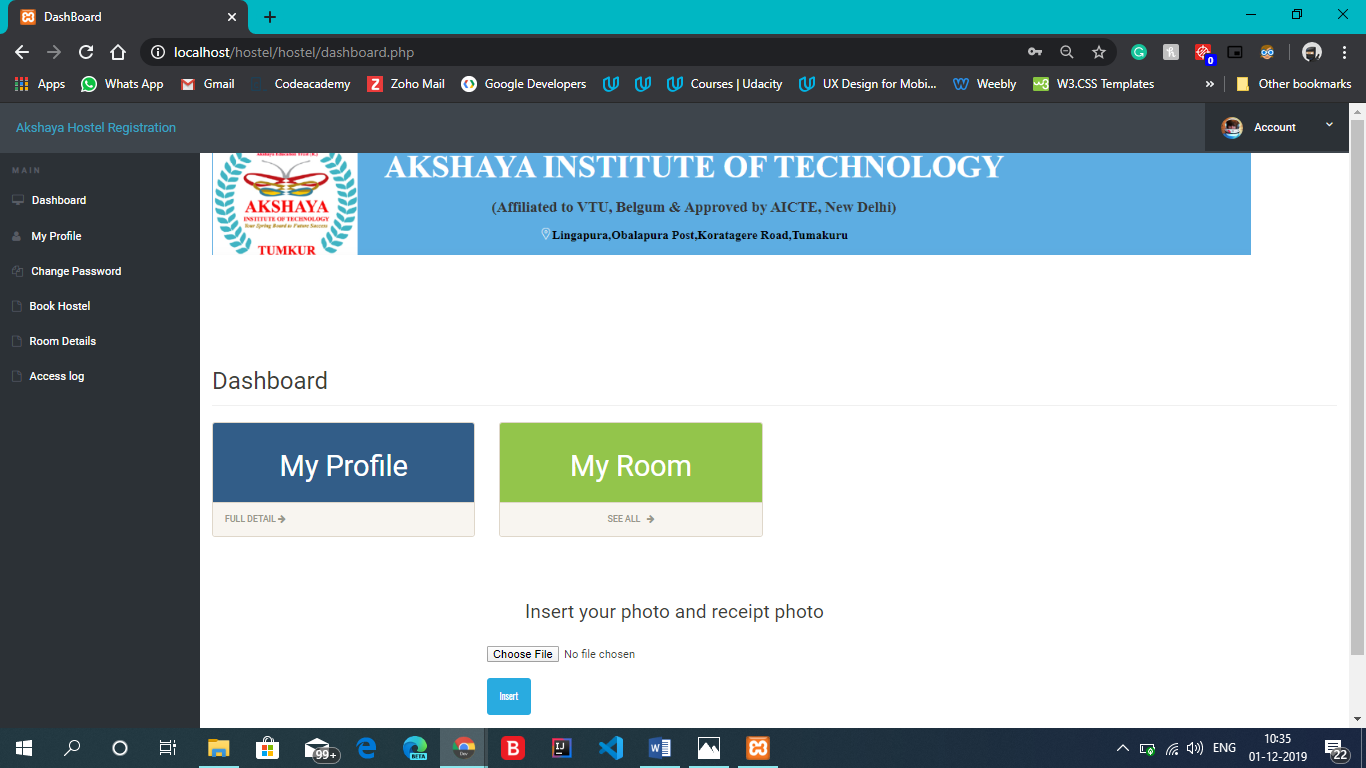 DashBoard
localhost/hostel/hostel/dashboard.php
0
Apps
Whats App
Gmail
Codeacademy
Zoho Mail
Google Developers
Courses | Udacity
UX Design for Mobi...
Weebly
W3.CSS Templates
»
Other bookmarks
Akshaya Hostel Registration
Account
MAIN
Dashboard
My Profile
Change Password
Book Hostel
Room Details
Access log
AKSHAYA
INSTITUTE OF TECHNOLOGY
Your Spring Board to Future Success
TUMKUR
AKSHAYA INSTITUTE OF TECHNOLOGY
(Affiliated to VTU, Belgum & Approved by AICTE, New Delhi)
Lingapura,Obalapura Post,Koratagere Road,Tumakuru
Dashboard
My Profile
FULL DETAIL
My Room
SEE ALL
Insert your photo and receipt photo
Choose File No file chosen
Insert
99+
BETA
Dev
B
IJ
W
ENG
10:35
01-12-2019
22